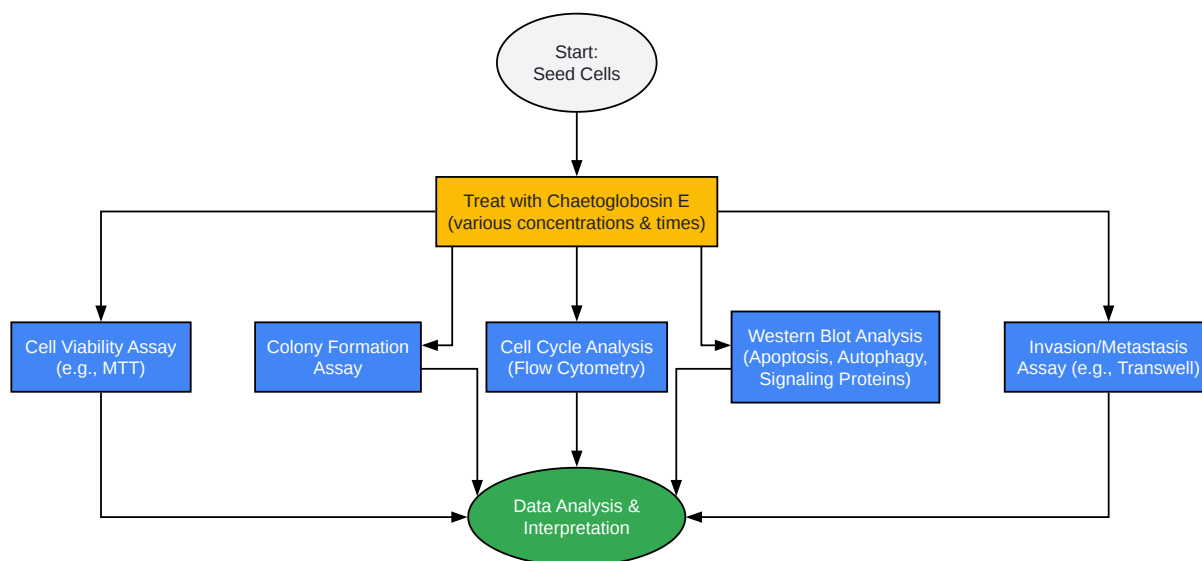 Start:
Seed Cells
Treat with Chaetoglobosin E
(various concentrations & times)
Cell Viability Assay
(e.g., MTT)
Colony Formation
Assay
Cell Cycle Analysis
(Flow Cytometry)
Western Blot Analysis
(Apoptosis, Autophagy,
Signaling Proteins)
Invasion/Metastasis
Assay (e.g., Transwell)
Data Analysis &
Interpretation